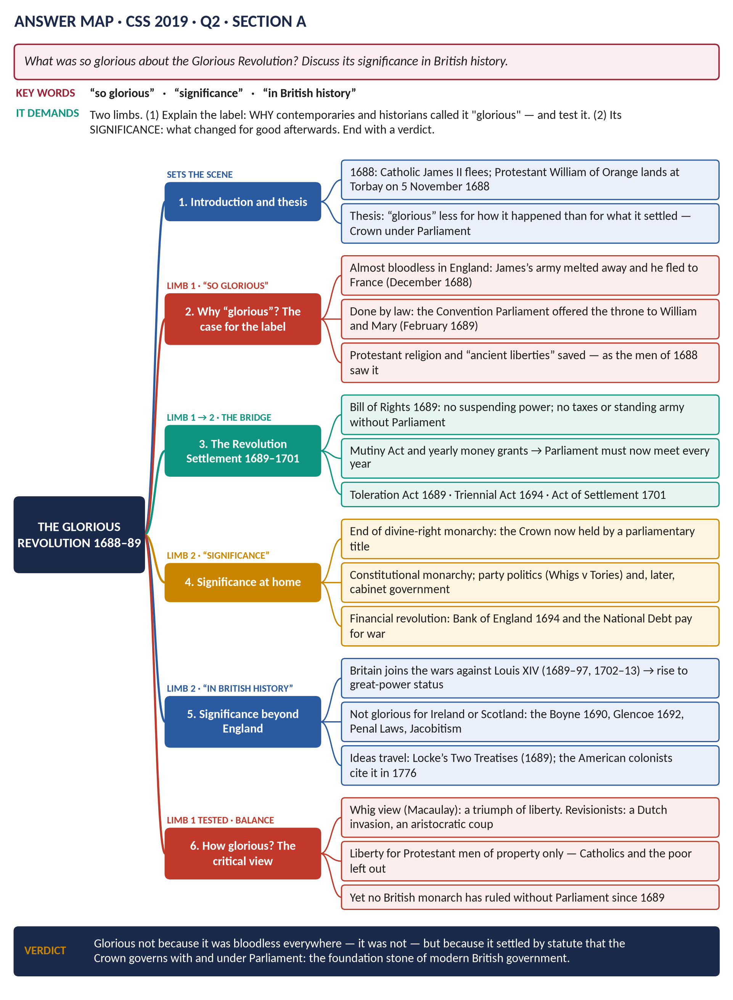 ANSWER MAP · CSS 2019 · Q2 · SECTION A
What was so glorious about the Glorious Revolution? Discuss its significance in British history.
KEY WORDS “so glorious” · “significance” · “in British history”
IT DEMANDS Two limbs. (1) Explain the label: WHY contemporaries and historians called it "glorious" — and test it. (2) Its
SIGNIFICANCE: what changed for good afterwards. End with a verdict.
THE GLORIOUS
REVOLUTION 1688–89
SETS THE SCENE
1. Introduction and thesis
1688: Catholic James II flees; Protestant William of Orange lands at
Torbay on 5 November 1688
Thesis: “glorious” less for how it happened than for what it settled —
Crown under Parliament
LIMB 1 · “SO GLORIOUS”
2. Why “glorious”? The
case for the label
Almost bloodless in England: James’s army melted away and he fled to
France (December 1688)
Done by law: the Convention Parliament offered the throne to William
and Mary (February 1689)
Protestant religion and “ancient liberties” saved — as the men of 1688
saw it
LIMB 1 → 2 · THE BRIDGE
3. The Revolution
Settlement 1689–1701
Bill of Rights 1689: no suspending power; no taxes or standing army
without Parliament
Mutiny Act and yearly money grants → Parliament must now meet every
year
Toleration Act 1689 · Triennial Act 1694 · Act of Settlement 1701
LIMB 2 · “SIGNIFICANCE”
4. Significance at home
End of divine-right monarchy: the Crown now held by a parliamentary
title
Constitutional monarchy; party politics (Whigs v Tories) and, later,
cabinet government
Financial revolution: Bank of England 1694 and the National Debt pay
for war
LIMB 2 · “IN BRITISH HISTORY”
5. Significance beyond
England
Britain joins the wars against Louis XIV (1689–97, 1702–13) → rise to
great-power status
Not glorious for Ireland or Scotland: the Boyne 1690, Glencoe 1692,
Penal Laws, Jacobitism
Ideas travel: Locke’s Two Treatises (1689); the American colonists
cite it in 1776
LIMB 1 TESTED · BALANCE
6. How glorious? The
critical view
Whig view (Macaulay): a triumph of liberty. Revisionists: a Dutch
invasion, an aristocratic coup
Liberty for Protestant men of property only — Catholics and the poor
left out
Yet no British monarch has ruled without Parliament since 1689
VERDICT
Glorious not because it was bloodless everywhere — it was not — but because it settled by statute that the
Crown governs with and under Parliament: the foundation stone of modern British government.